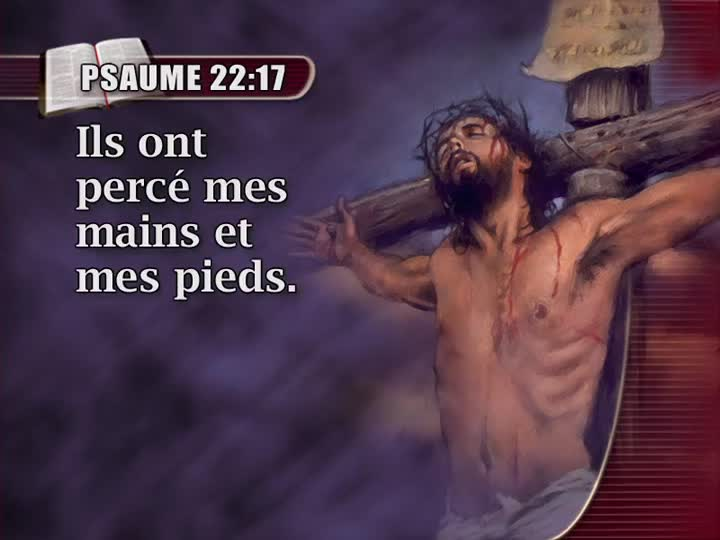 PSAUME 22:17
Ils ont
percé mes
mains et
mes pieds.